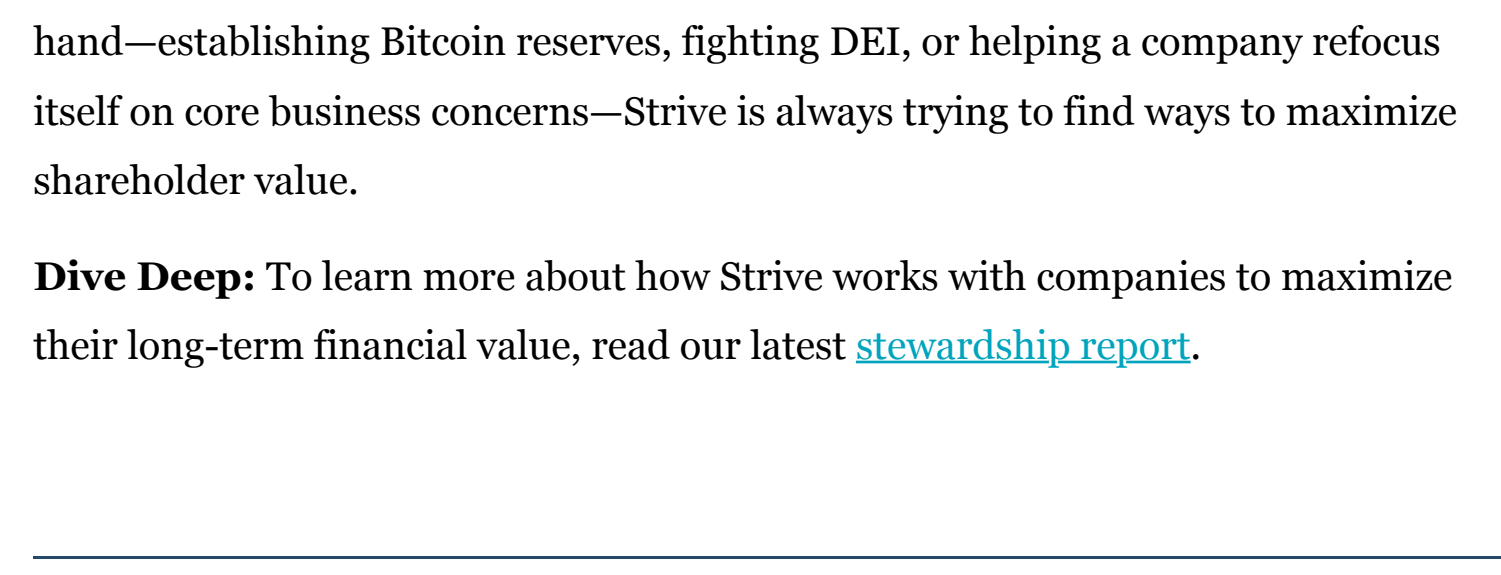 hand—establishing Bitcoin reserves, fighting DEI, or helping a company refocus
itself on core business concerns—Strive is always trying to find ways to maximize
shareholder value.
Dive Deep: To learn more about how Strive works with companies to maximize
their long-term financial value, read our latest stewardship report.